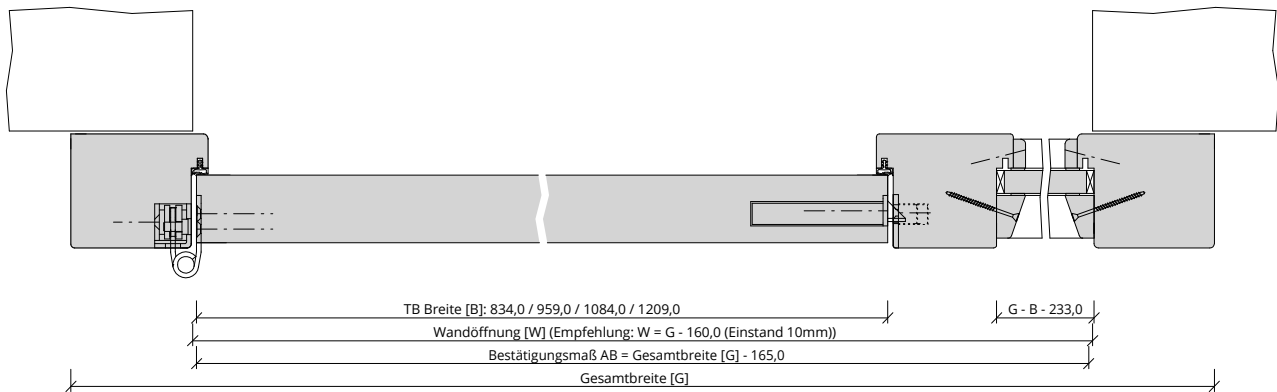 TB Breite [B]: 834,0 / 959,0 / 1084,0 / 1209,0
G - B - 233,0
Wandöffnung [W] (Empfehlung: W = G - 160,0 (Einstand 10mm))
Bestätigungsmaß AB = Gesamtbreite [G] - 165,0
Gesamtbreite [G]